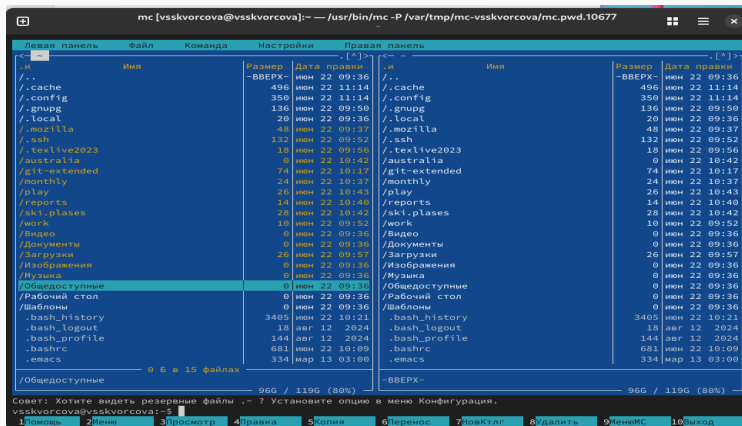 mc [vsskvorcova@vsskvorcova]:~ — /usr/bin/mc -P /var/tmp/mc-vsskvorcova/mc.pwd.10677
Левая панель Файл Команда Настройки Правая панель
<- ~ .[^]> <- ~ .[^]>
.и Имя Размер Дата правки .и Имя Размер Дата правки
/.. -ВВЕРХ- июн 22 09:36 /.. -ВВЕРХ- июн 22 09:36
/.cache 496 июн 22 11:14 /.cache 496 июн 22 11:14
/.config 350 июн 22 11:14 /.config 350 июн 22 11:14
/.gnupg 136 июн 22 09:50 /.gnupg 136 июн 22 09:50
/.local 20 июн 22 09:36 /.local 20 июн 22 09:36
/.mozilla 48 июн 22 09:37 /.mozilla 48 июн 22 09:37
/.ssh 132 июн 22 09:52 /.ssh 132 июн 22 09:52
/.texlive2023 18 июн 22 09:56 /.texlive2023 18 июн 22 09:56
/australia 0 июн 22 10:42 /australia 0 июн 22 10:42
/git-extended 74 июн 22 10:17 /git-extended 74 июн 22 10:17
/monthly 24 июн 22 10:37 /monthly 24 июн 22 10:37
/play 26 июн 22 10:43 /play 26 июн 22 10:43
/reports 14 июн 22 10:40 /reports 14 июн 22 10:40
/ski.plases 28 июн 22 10:42 /ski.plases 28 июн 22 10:42
/work 10 июн 22 09:52 /work 10 июн 22 09:52
/Видео 0 июн 22 09:36 /Видео 0 июн 22 09:36
/Документы 0 июн 22 09:36 /Документы 0 июн 22 09:36
/Загрузки 26 июн 22 09:57 /Загрузки 26 июн 22 09:57
/Изображения 0 июн 22 09:36 /Изображения 0 июн 22 09:36
/Музыка 0 июн 22 09:36 /Музыка 0 июн 22 09:36
/Общедоступные 0 июн 22 09:36 /Общедоступные 0 июн 22 09:36
/Рабочий стол 0 июн 22 09:36 /Рабочий стол 0 июн 22 09:36
/Шаблоны 0 июн 22 09:36 /Шаблоны 0 июн 22 09:36
.bash_history 3405 июн 22 10:21 .bash_history 3405 июн 22 10:21
.bash_logout 18 авг 12 2024 .bash_logout 18 авг 12 2024
.bash_profile 144 авг 12 2024 .bash_profile 144 авг 12 2024
.bashrc 681 июн 22 10:09 .bashrc 681 июн 22 10:09
.emacs 334 мар 13 03:00 .emacs 334 мар 13 03:00
0 Б в 15 файлах
/Общедоступные -ВВЕРХ-
96G / 119G (80%) 96G / 119G (80%)
Совет: Хотите видеть резервные файлы .~ ? Установите опцию в меню Конфигурация.
vsskvorcova@vsskvorcova:~$
1Помощь 2Меню 3Просмотр 4Правка 5Копия 6Перенос 7НовКтлг 8Удалить 9МенюMC 10Выход